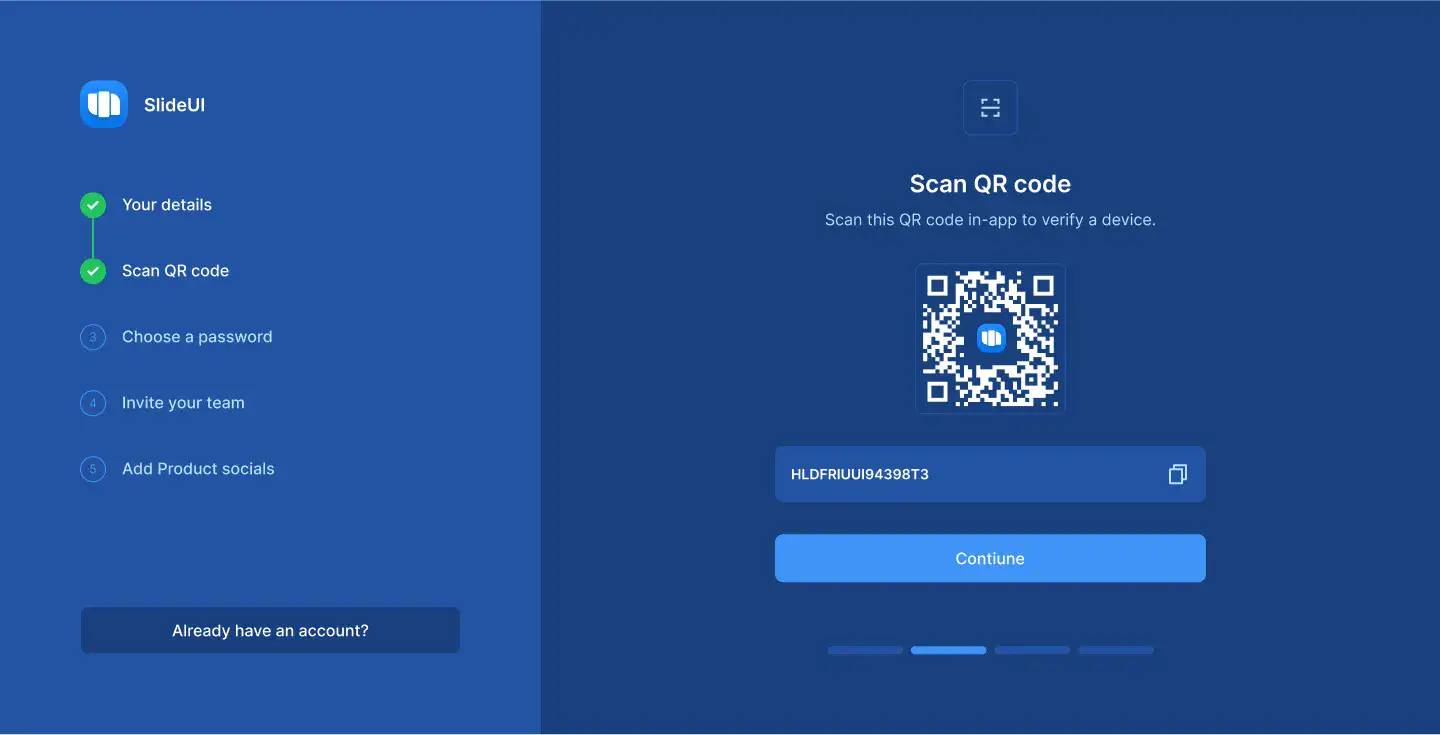 SlideUI
Your details
Scan QR code
3 Choose a password
4 Invite your team
5 Add Product socials
Already have an account?
Scan QR code
Scan this QR code in-app to verify a device.
HLDFRIUUI94398T3
Contiune